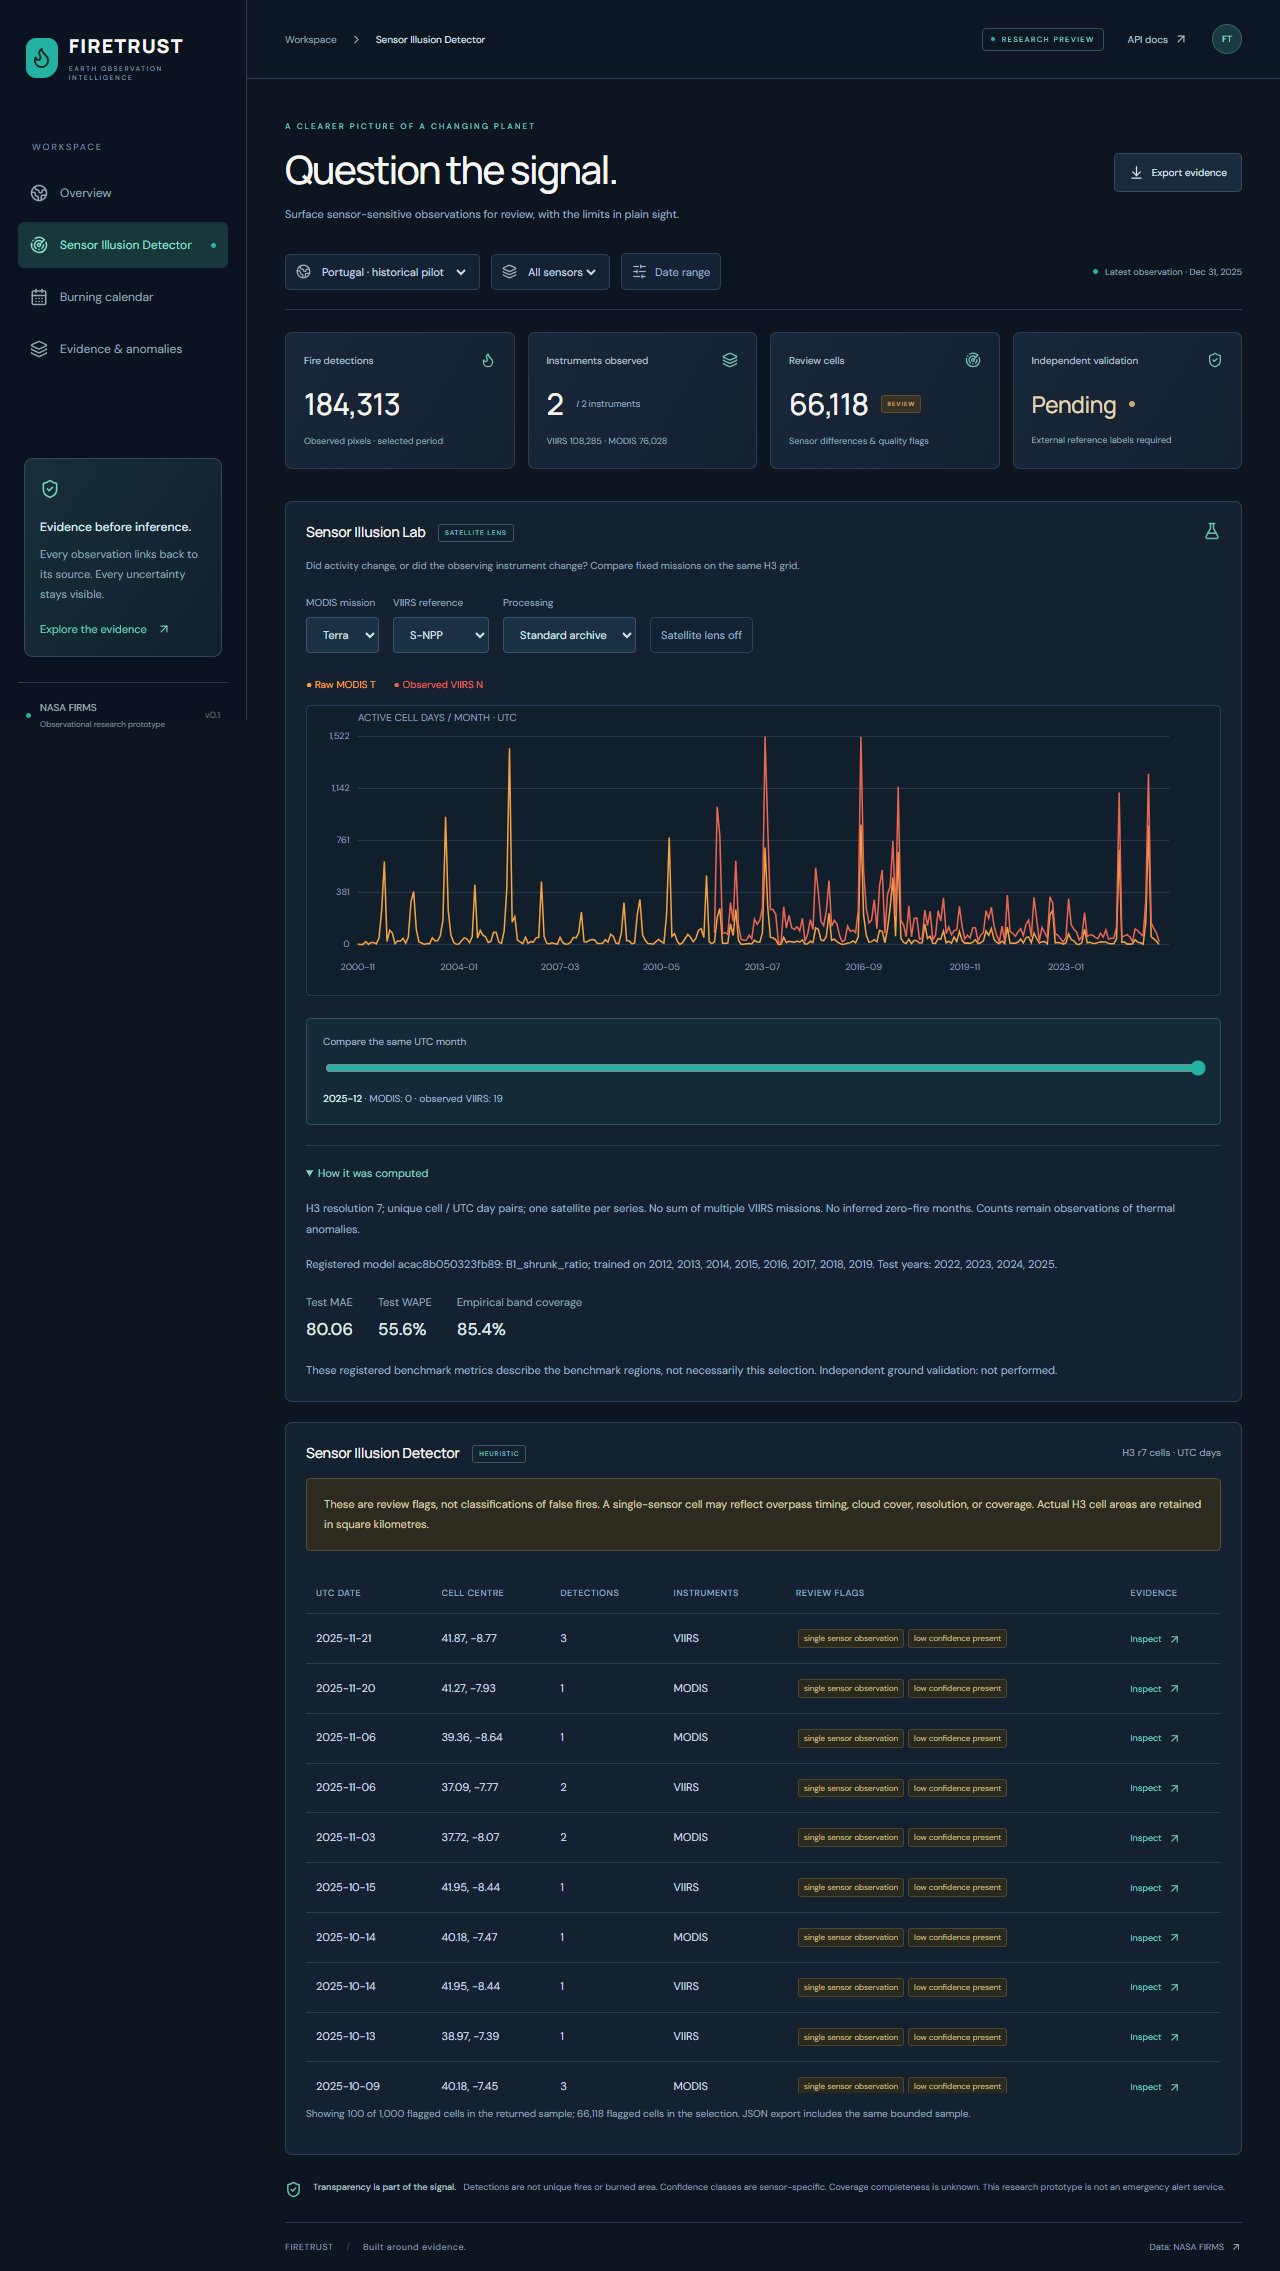 FIRETRUST
EARTH OBSERVATION
INTELLIGENCE
WORKSPACE
Overview
Sensor Illusion Detector
Burning calendar
Evidence & anomalies
Evidence before inference.
Every observation links back to
its source. Every uncertainty
stays visible.
Explore the evidence
NASA FIRMS
Observational research prototype
v0.1
Workspace
Sensor Illusion Detector
RESEARCH PREVIEW
API docs
FT
A CLEARER PICTURE OF A CHANGING PLANET
Question the signal.
Export evidence
Surface sensor-sensitive observations for review, with the limits in plain sight.
Portugal · historical pilot
All sensors
Date range
Latest observation · Dec 31, 2025
Fire detections
184,313
Observed pixels · selected period
Instruments observed
2 / 2 instruments
VIIRS 108,285 · MODIS 76,028
Review cells
66,118 REVIEW
Sensor differences & quality flags
Independent validation
Pending
External reference labels required
Sensor Illusion Lab SATELLITE LENS
Did activity change, or did the observing instrument change? Compare fixed missions on the same H3 grid.
MODIS mission VIIRS reference Processing
Terra S-NPP Standard archive Satellite lens off
Raw MODIS T Observed VIIRS N
ACTIVE CELL DAYS / MONTH · UTC
1,522
1,142
761
381
0
2000-11 2004-01 2007-03 2010-05 2013-07 2016-09 2019-11 2023-01
Compare the same UTC month
2025-12 · MODIS: 0 · observed VIIRS: 19
How it was computed
H3 resolution 7; unique cell / UTC day pairs; one satellite per series. No sum of multiple VIIRS missions. No inferred zero-fire months. Counts remain observations of thermal
anomalies.
Registered model acac8b050323fb89: B1_shrunk_ratio; trained on 2012, 2013, 2014, 2015, 2016, 2017, 2018, 2019. Test years: 2022, 2023, 2024, 2025.
Test MAE Test WAPE Empirical band coverage
80.06 55.6% 85.4%
These registered benchmark metrics describe the benchmark regions, not necessarily this selection. Independent ground validation: not performed.
Sensor Illusion Detector HEURISTIC
H3 r7 cells · UTC days
These are review flags, not classifications of false fires. A single-sensor cell may reflect overpass timing, cloud cover, resolution, or coverage. Actual H3 cell areas are retained
in square kilometres.
UTC DATE CELL CENTRE DETECTIONS INSTRUMENTS REVIEW FLAGS EVIDENCE
2025-11-21 41.87, -8.77 3 VIIRS single sensor observation low confidence present Inspect
2025-11-20 41.27, -7.93 1 MODIS single sensor observation low confidence present Inspect
2025-11-06 39.36, -8.64 1 MODIS single sensor observation low confidence present Inspect
2025-11-06 37.09, -7.77 2 VIIRS single sensor observation low confidence present Inspect
2025-11-03 37.72, -8.07 2 MODIS single sensor observation low confidence present Inspect
2025-10-15 41.95, -8.44 1 VIIRS single sensor observation low confidence present Inspect
2025-10-14 40.18, -7.47 1 MODIS single sensor observation low confidence present Inspect
2025-10-14 41.95, -8.44 1 VIIRS single sensor observation low confidence present Inspect
2025-10-13 38.97, -7.39 1 VIIRS single sensor observation low confidence present Inspect
2025-10-09 40.18, -7.45 3 MODIS single sensor observation low confidence present Inspect
Showing 100 of 1,000 flagged cells in the returned sample; 66,118 flagged cells in the selection. JSON export includes the same bounded sample.
Transparency is part of the signal. Detections are not unique fires or burned area. Confidence classes are sensor-specific. Coverage completeness is unknown. This research prototype is not an emergency alert service.
FIRETRUST / Built around evidence.
Data: NASA FIRMS